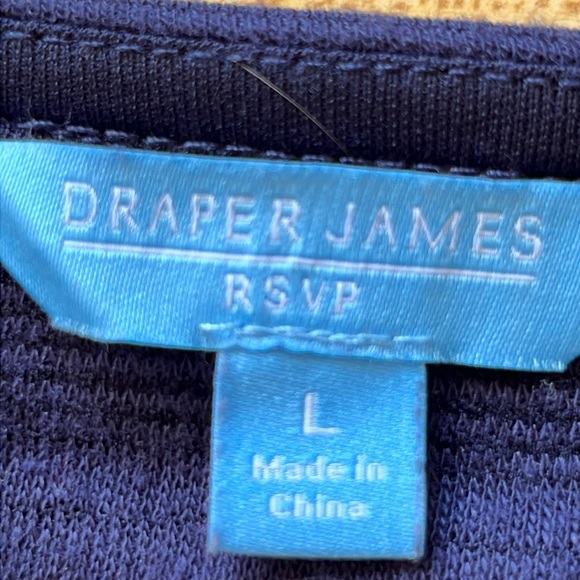 DRAPER JAMES
RSVP
L
Made in
China